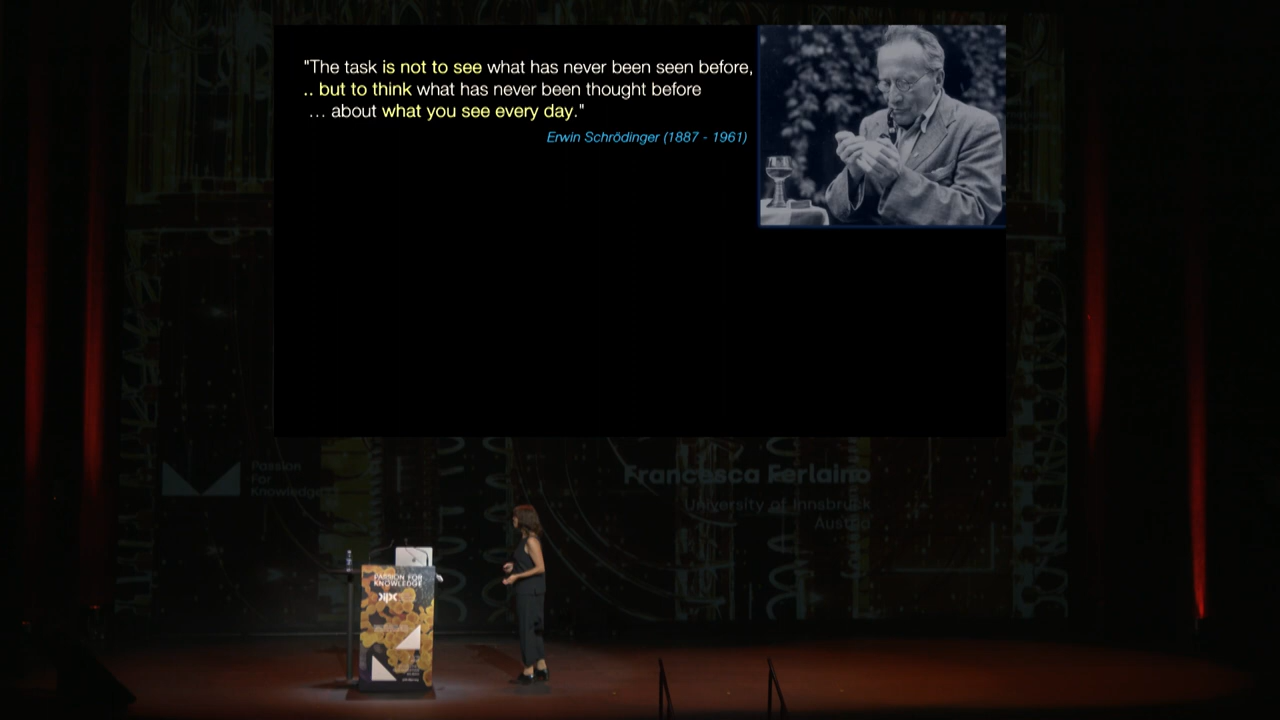 "The task is not to see what has never been seen before,
.. but to think what has never been thought before
... about what you see every day."
Erwin Schrödinger (1887 - 1961)
Passion
For
Knowledge
Francesca Ferlaino
University of Innsbruck
Austria
PASSION FOR
KNOWLEDGE
dipc